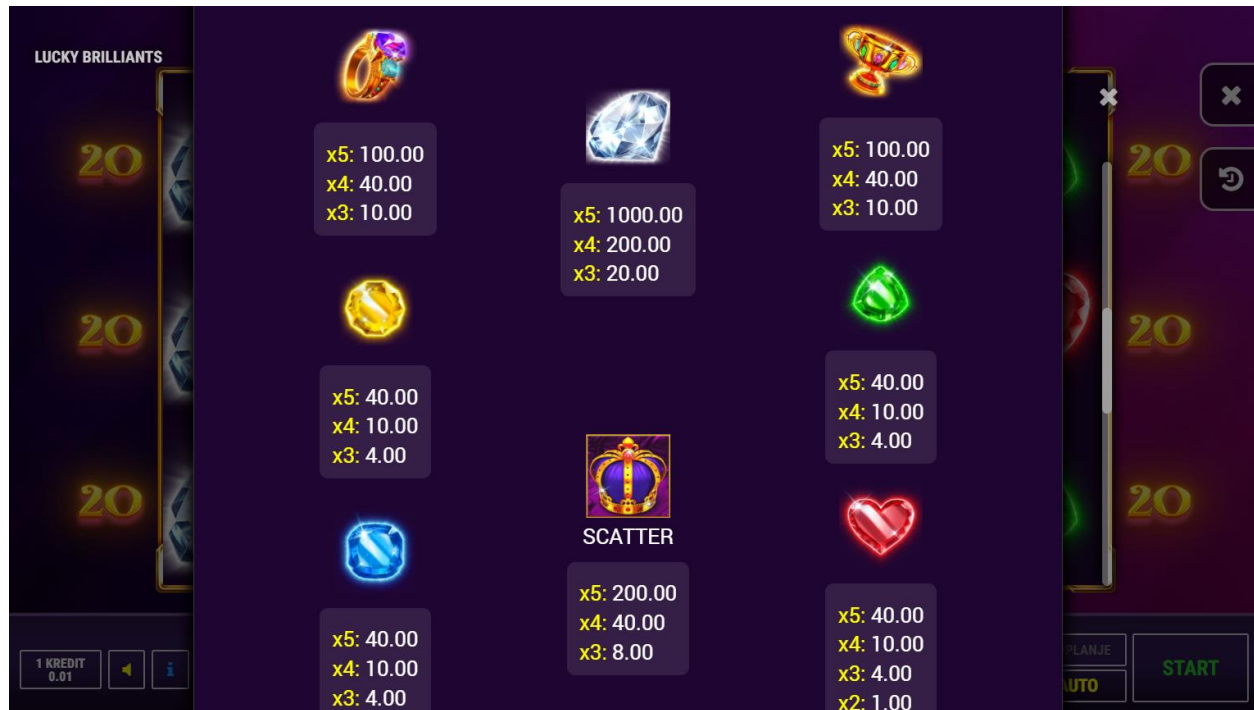 LUCKY BRILLIANTS
20
20
20
x5: 100.00
x4: 40.00
x3: 10.00
x5: 1000.00
x4: 200.00
x3: 20.00
x5: 100.00
x4: 40.00
x3: 10.00
x5: 40.00
x4: 10.00
x3: 4.00
x5: 40.00
x4: 10.00
x3: 4.00
SCATTER
x5: 200.00
x4: 40.00
x3: 8.00
x5: 40.00
x4: 10.00
x3: 4.00
x5: 40.00
x4: 10.00
x3: 4.00
x2: 1.00
20
20
20
1 KREDIT
0.01
i
PLANJE
AUTO
START